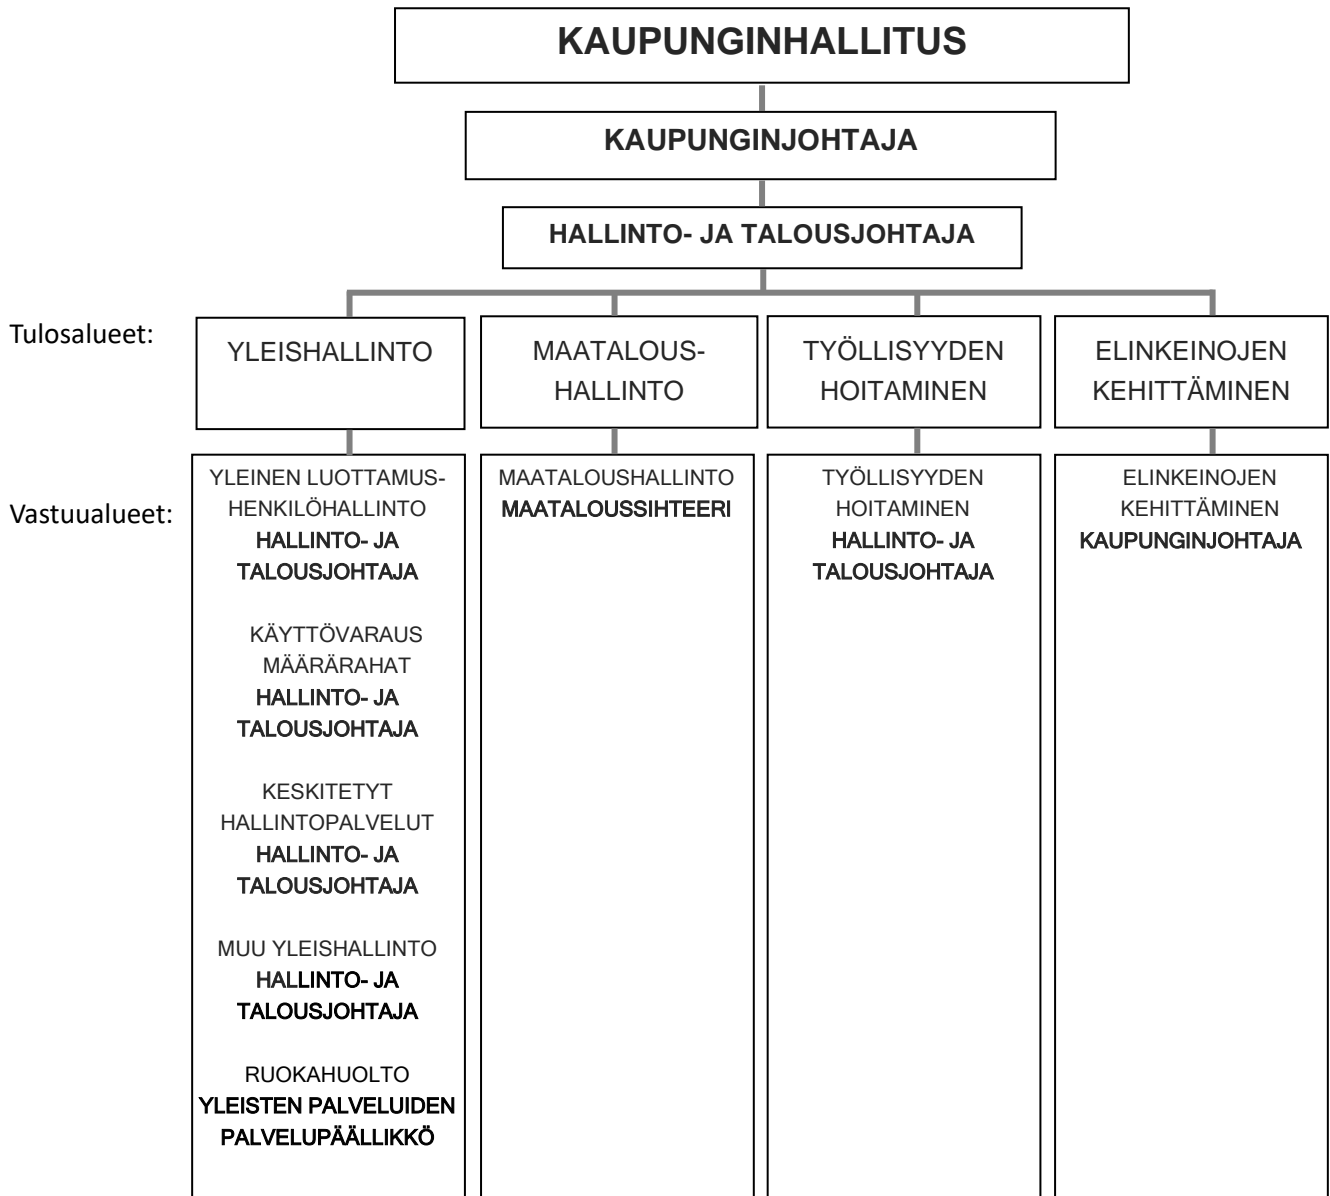 KAUPUNGINHALLITUS
KAUPUNGINJOHTAJA
HALLINTO- JA TALOUSJOHTAJA
Tulosalueet:
YLEISHALLINTO
MAATALOUS-
HALLINTO
TYÖLLISYYDEN
HOITAMINEN
ELINKEINOJEN
KEHITTÄMINEN
Vastuualueet:
YLEINEN LUOTTAMUS-
HENKILÖHALLINTO
HALLINTO- JA
TALOUSJOHTAJA
KÄYTTÖVARAUS
MÄÄRÄRAHAT
HALLINTO- JA
TALOUSJOHTAJA
KESKITETYT
HALLINTOPALVELUT
HALLINTO- JA
TALOUSJOHTAJA
MUU YLEISHALLINTO
HALLINTO- JA
TALOUSJOHTAJA
RUOKAHUOLTO
YLEISTEN PALVELUIDEN
PALVELUPÄÄLLIKKÖ
MAATALOUSHALLINTO
MAATALOUSSIHTEERI
TYÖLLISYYDEN
HOITAMINEN
HALLINTO- JA
TALOUSJOHTAJA
ELINKEINOJEN
KEHITTÄMINEN
KAUPUNGINJOHTAJA